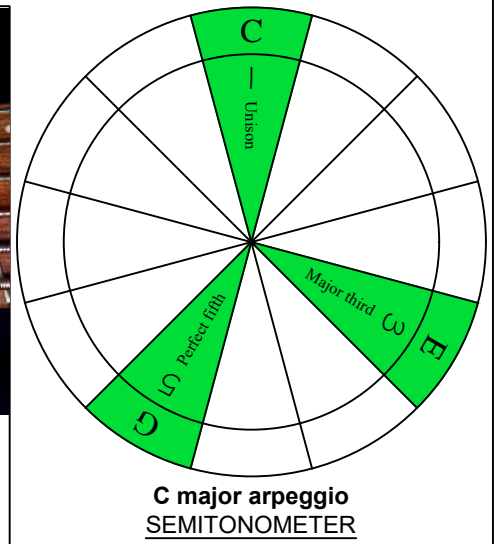 C
1 Unison
Major third 3
E
Perfect fifth
5
G
C major arpeggio
SEMITONOMETER